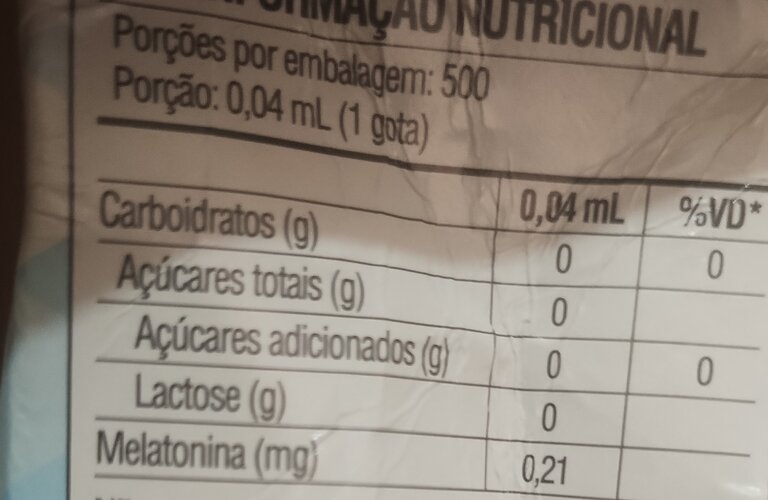 NUTRICIONAL
Porções por embalagem: 500
Porção: 0,04 mL (1 gota)
0,04 mL %VD*
Carboidratos (g) 0 0
Açúcares totais (g) 0
Açúcares adicionados (g) 0 0
Lactose (g) 0
Melatonina (mg) 0,21